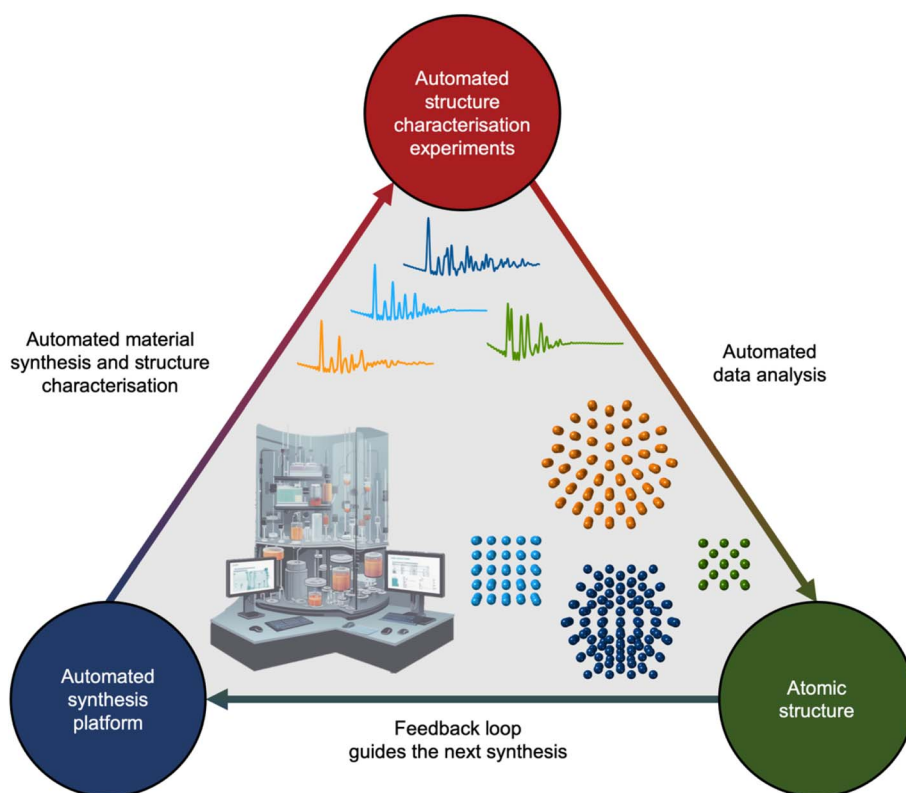 Automated
structure
characterisation
experiments
Automated material
synthesis and structure
characterisation
Automated
data analysis
Automated
synthesis
platform
Atomic
structure
Feedback loop
guides the next synthesis